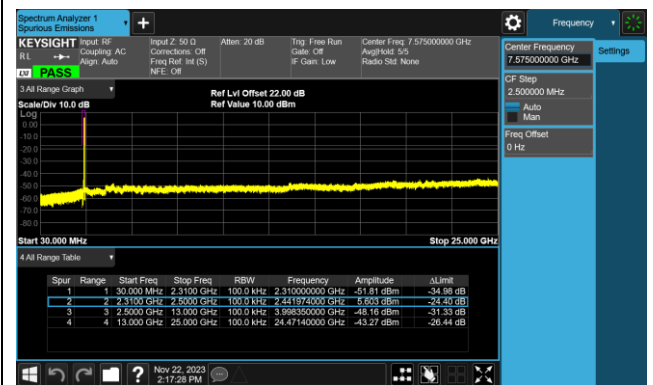 Spectrum Analyzer 1
Spurious Emissions
Frequency
KEYSIGHT Input: RF Input Z: 50 Ω Atten: 20 dB Trig: Free Run Center Freq: 7.575000000 GHz
RL Coupling: AC Corrections: Off Gate: Off Avg|Hold: 5/5
Align: Auto Freq Ref: Int (S) IF Gain: Low Radio Std: None
NFE: Off
LXI PASS
Center Frequency
7.575000000 GHz
Settings
CF Step
2.500000 MHz
Auto
Man
Freq Offset
0 Hz
3 All Range Graph
Ref Lvl Offset 22.00 dB
Scale/Div 10.0 dB Ref Value 10.00 dBm
Log
0.00
-10.0
-20.0
-30.0
-40.0
-50.0
-60.0
-70.0
-80.0
Start 30.000 MHz Stop 25.000 GHz
4 All Range Table
Spur Range Start Freq Stop Freq RBW Frequency Amplitude ΔLimit
1 1 30.000 MHz 2.3100 GHz 100.0 kHz 2.310000000 GHz -51.81 dBm -34.98 dB
2 2 2.3100 GHz 2.5000 GHz 100.0 kHz 2.441974000 GHz 5.603 dBm -24.40 dB
3 3 2.5000 GHz 13.000 GHz 100.0 kHz 3.998350000 GHz -48.16 dBm -31.33 dB
4 4 13.000 GHz 25.000 GHz 100.0 kHz 24.47140000 GHz -43.27 dBm -26.44 dB
Nov 22, 2023
2:17:28 PM